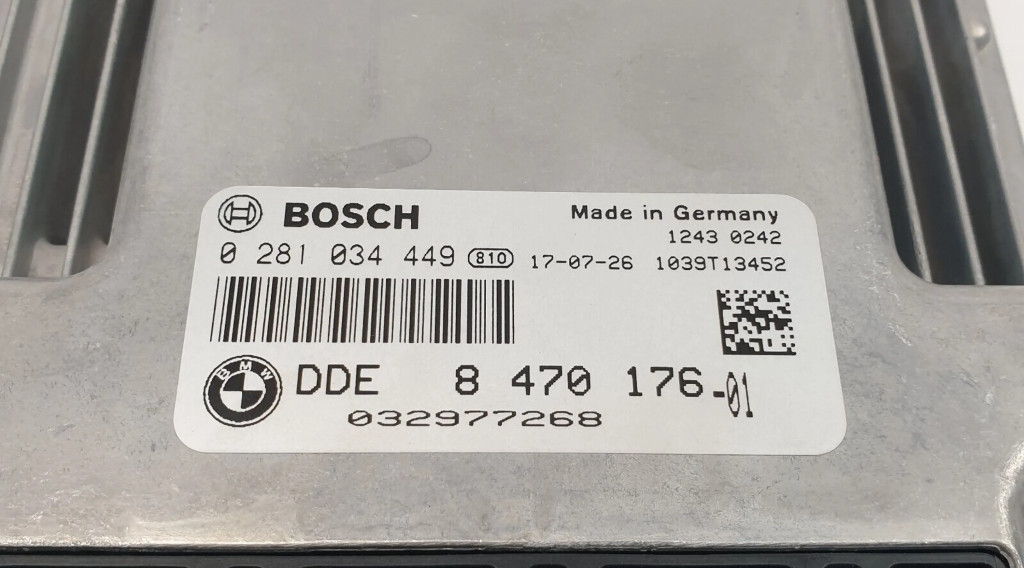 BOSCH Made in Germany
1243 0242
0 281 034 449 810 17-07-26 1039T13452
BMW DDE 8 470 176-01
032977268